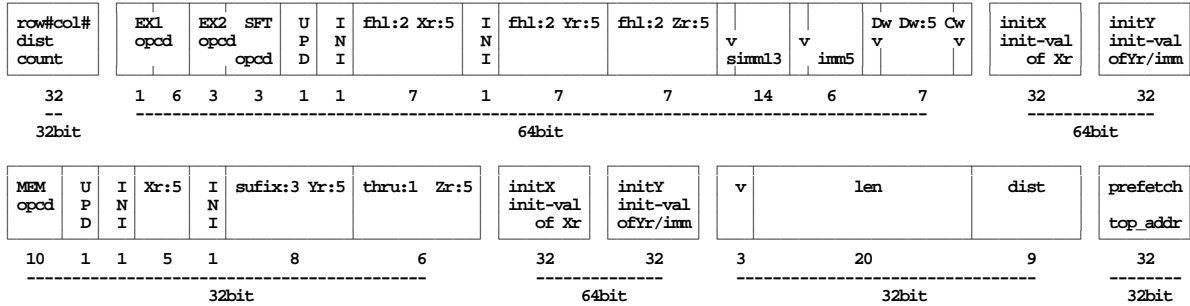 row#col# EX1 EX2 SFT U I fhl:2 Xr:5 I fhl:2 Yr:5 fhl:2 Zr:5 Dw Dw:5 Cw initX initY
dist opcd opcd P N N v v v v init-val init-val
count opcd D I I simm13 imm5 of Xr ofYr/imm
32 1 6 3 3 1 1 7 1 7 7 14 6 7 32 32
-- ---------------------------------------------------------------------------------------- --------------
32bit 64bit 64bit
MEM U I Xr:5 I sufix:3 Yr:5 thru:1 Zr:5 initX initY v len dist prefetch
opcd P N N init-val init-val
D I I of Xr ofYr/imm top_addr
10 1 1 5 1 8 6 32 32 3 20 9 32
-------------------------------------------- -------------- --------------------------------- --------
32bit 64bit 32bit 32bit